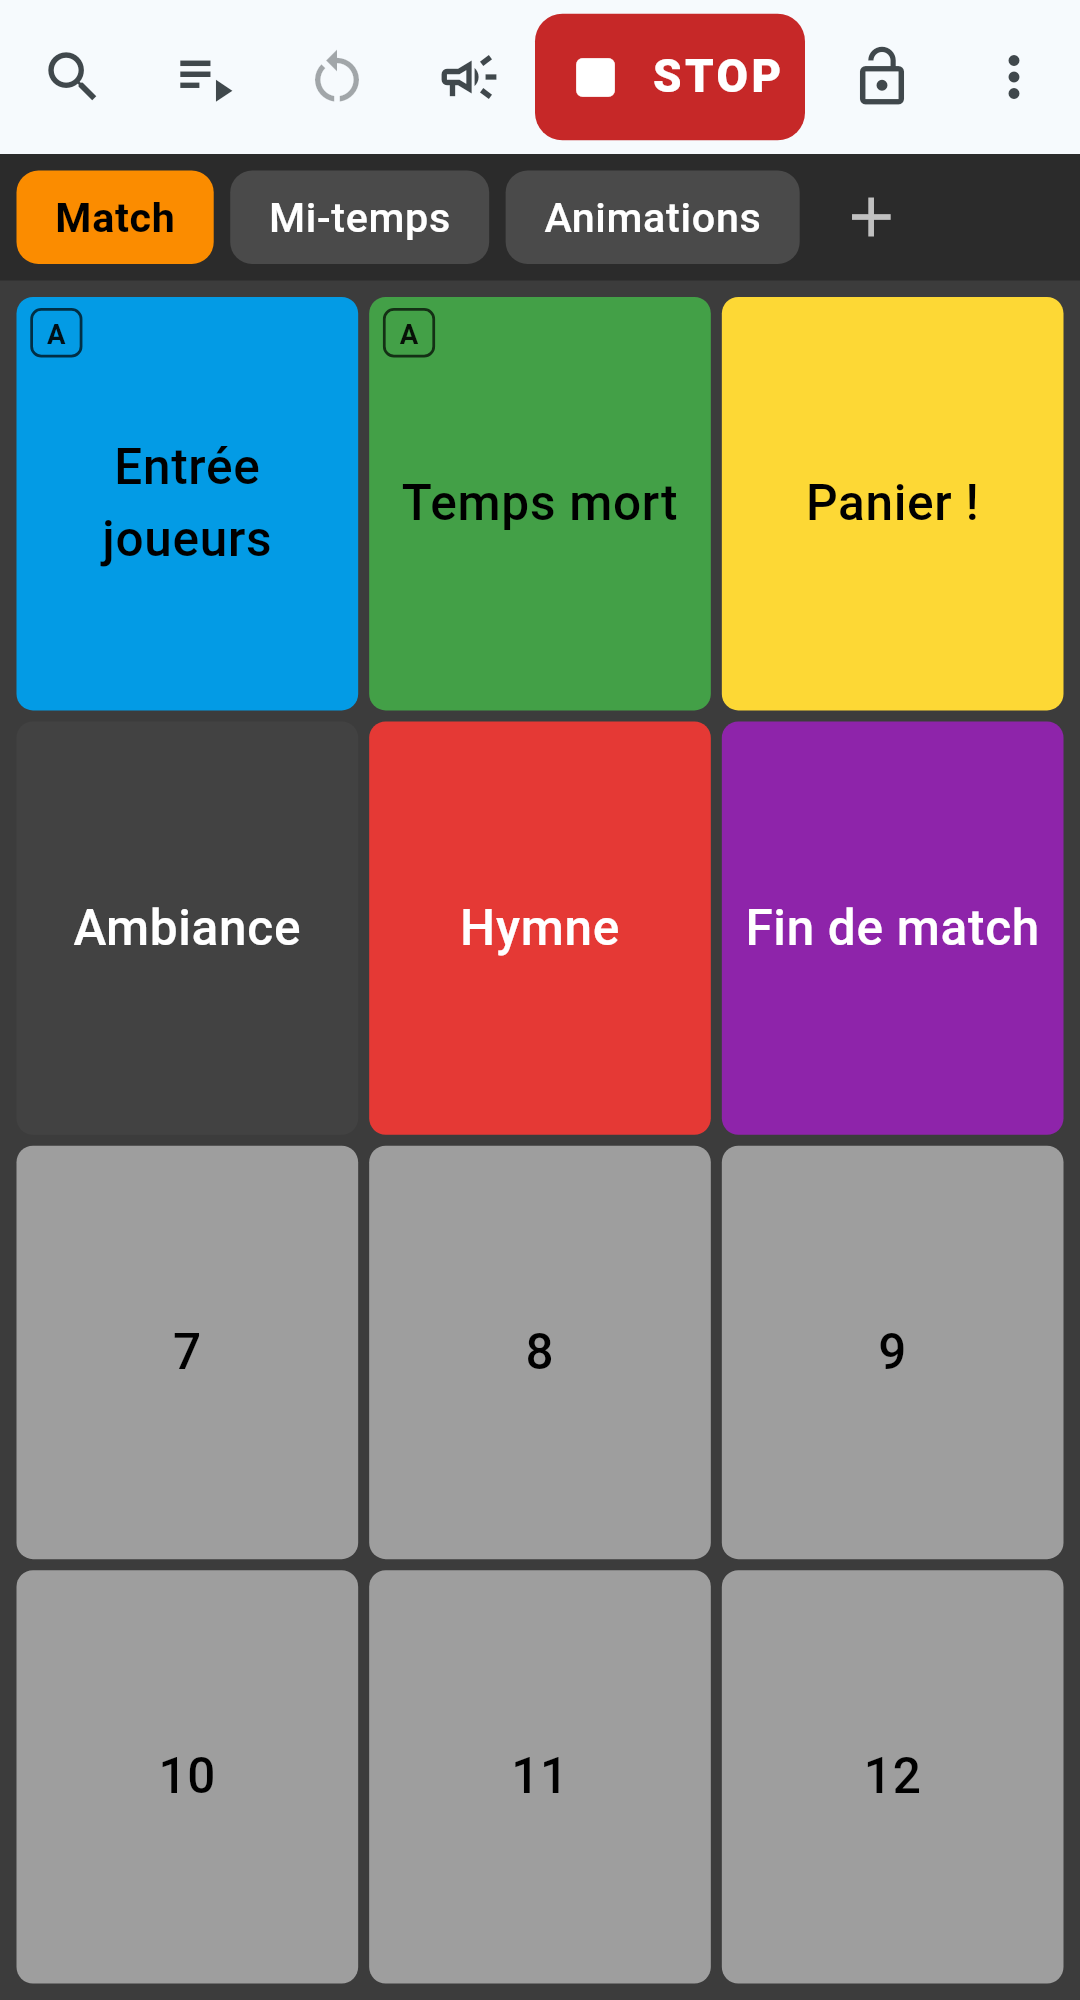 STOP
Match Mi-temps Animations
A A
Entrée
joueurs
Temps mort
Panier !
Ambiance
Hymne
Fin de match
7 8 9
10 11 12